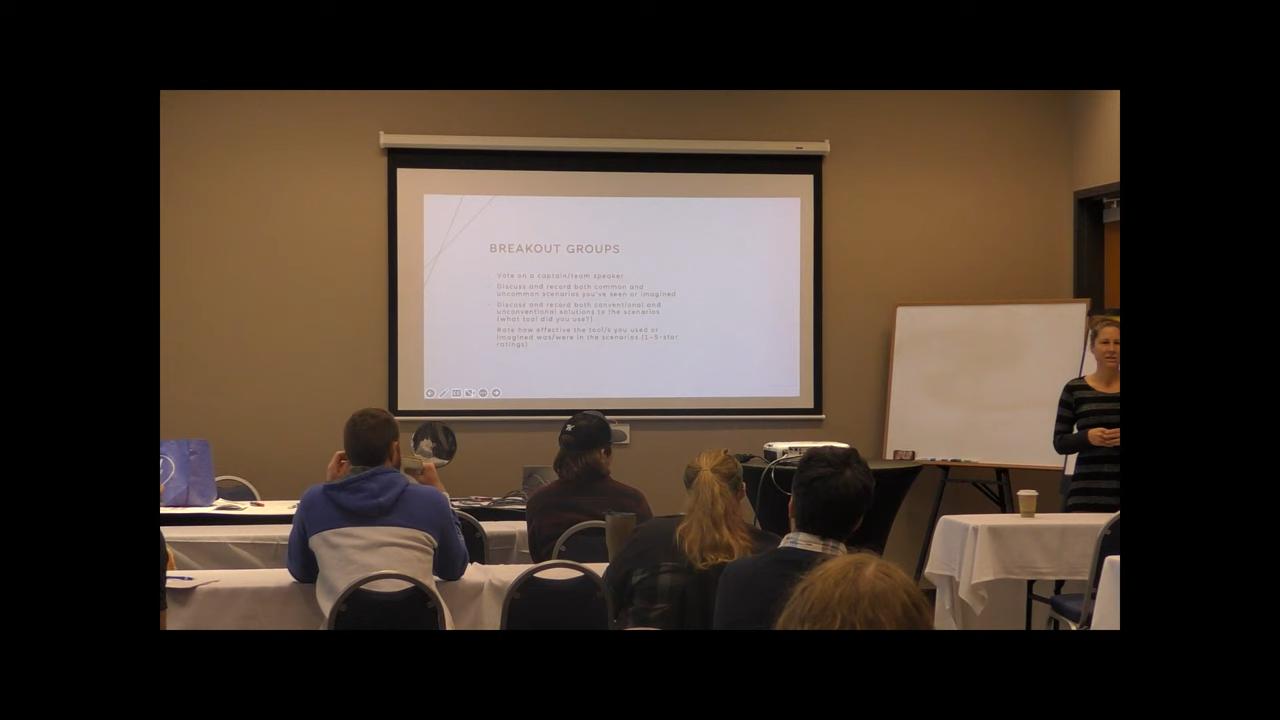 BREAKOUT GROUPS
Vote on a captain/team speaker
Discuss and record both common and
uncommon scenarios you've seen or imagined
Discuss and record both conventional and
unconventional solutions to the scenarios
(what tool did you use?)
Rate how effective the tool/s you used or
imagined was/were in the scenarios (1-5-star
ratings)